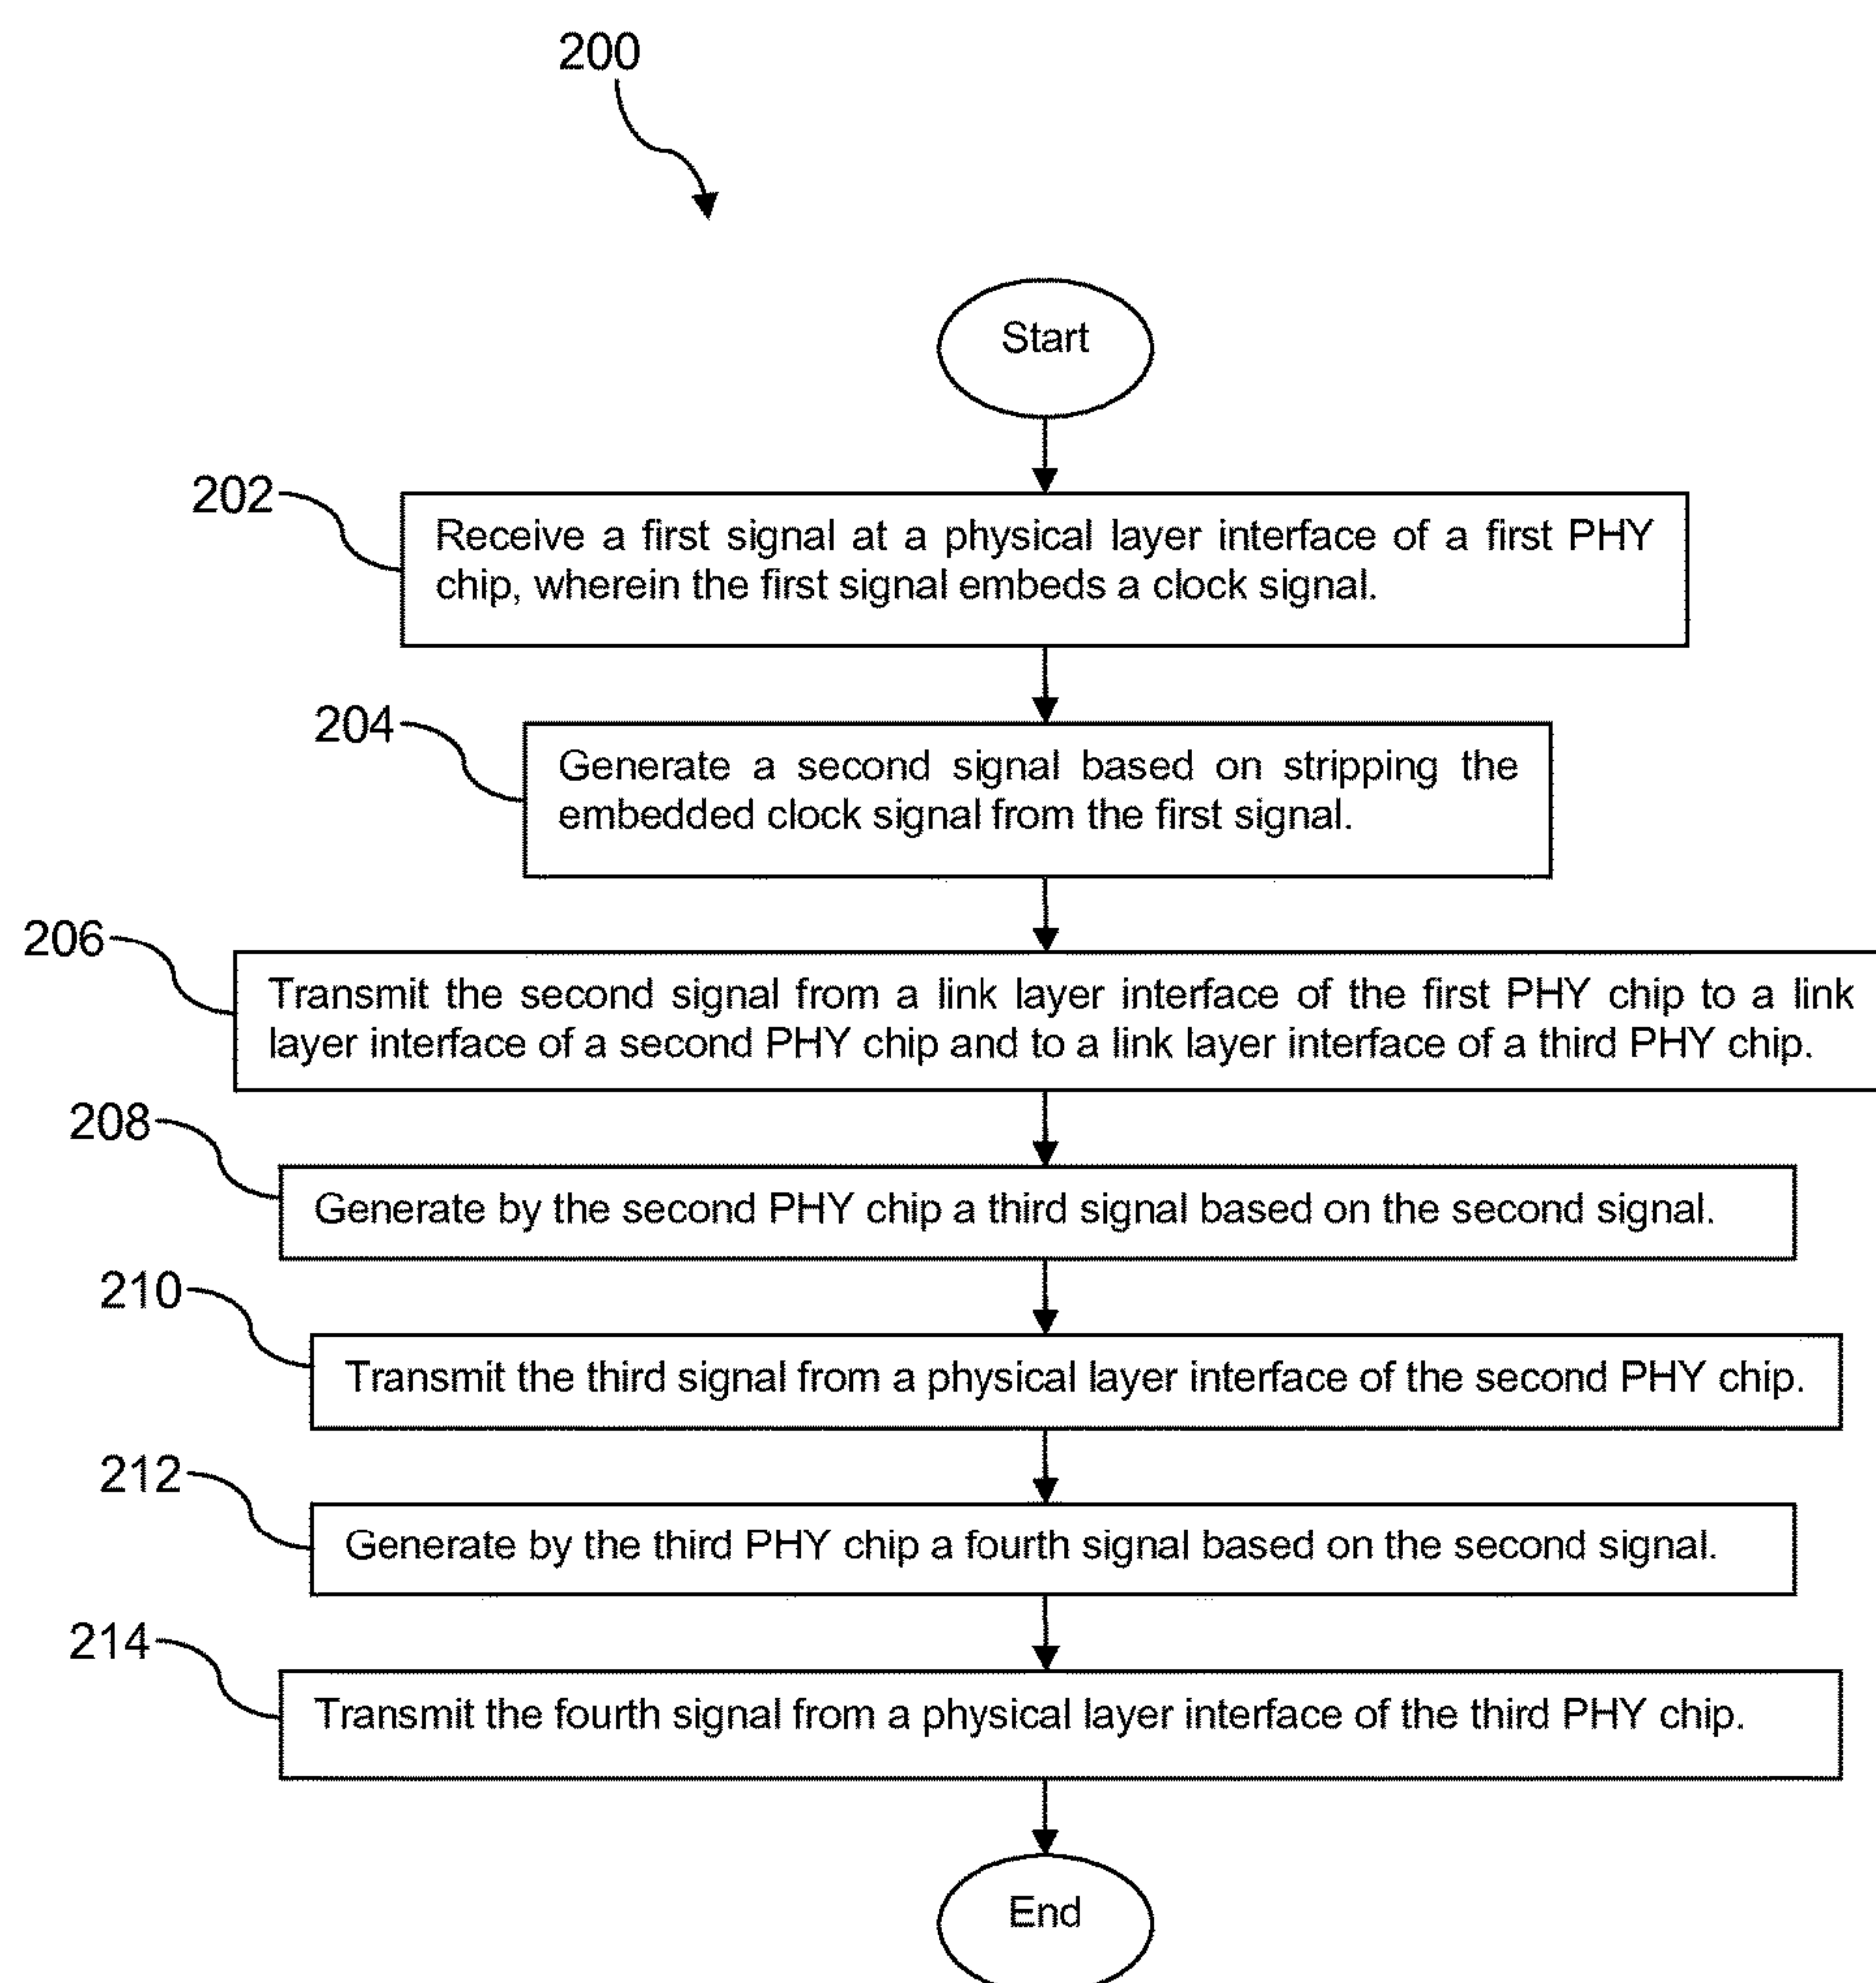 200
Start
202
Receive a first signal at a physical layer interface of a first PHY
chip, wherein the first signal embeds a clock signal.
204
Generate a second signal based on stripping the
embedded clock signal from the first signal.
206
Transmit the second signal from a link layer interface of the first PHY chip to a link
layer interface of a second PHY chip and to a link layer interface of a third PHY chip.
208
Generate by the second PHY chip a third signal based on the second signal.
210
Transmit the third signal from a physical layer interface of the second PHY chip.
212
Generate by the third PHY chip a fourth signal based on the second signal.
214
Transmit the fourth signal from a physical layer interface of the third PHY chip.
End